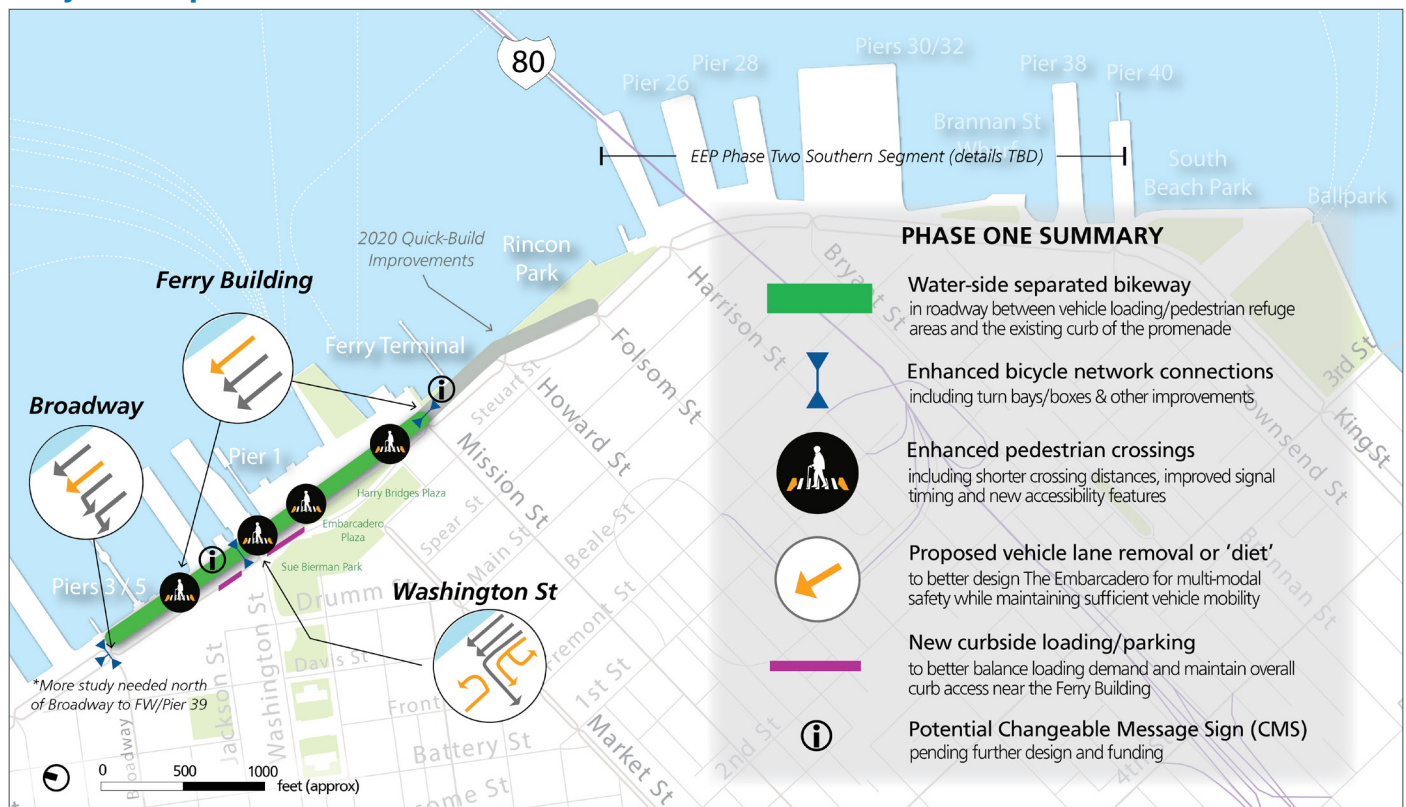 80
Pier 26
Pier 28
Piers 30/32
Pier 38
Pier 40
Brannan St
Wharf
EEP Phase Two Southern Segment (details TBD)
South
Beach Park
Ballpark
2020 Quick-Build
Improvements
Rincon
Park
Ferry Building
Ferry Terminal
Broadway
Pier 1
Piers 3 / 5
Harry Bridges Plaza
Embarcadero
Plaza
Sue Bierman Park
Washington St
*More study needed north
of Broadway to FW/Pier 39
Steuart St
Howard St
Folsom St
Harrison St
Bryant St
Mission St
Spear St
Main St
Beale St
Drumm St
Davis St
Front
Battery St
Fremont St
1st St
Market St
2nd St
Brannan St
Townsend St
3rd St
King St
4th
Broadway
Jackson St
Washington St
0 500 1000
feet (approx)
PHASE ONE SUMMARY
Water-side separated bikeway
in roadway between vehicle loading/pedestrian refuge
areas and the existing curb of the promenade
Enhanced bicycle network connections
including turn bays/boxes & other improvements
Enhanced pedestrian crossings
including shorter crossing distances, improved signal
timing and new accessibility features
Proposed vehicle lane removal or ‘diet’
to better design The Embarcadero for multi-modal
safety while maintaining sufficient vehicle mobility
New curbside loading/parking
to better balance loading demand and maintain overall
curb access near the Ferry Building
Potential Changeable Message Sign (CMS)
pending further design and funding